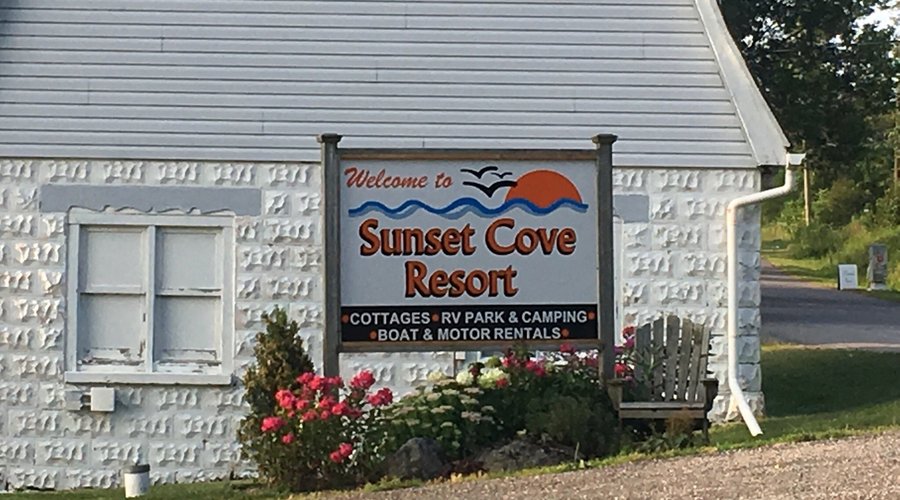 Welcome to
Sunset Cove
Resort
•COTTAGES•RV PARK & CAMPING•
•BOAT & MOTOR RENTALS•